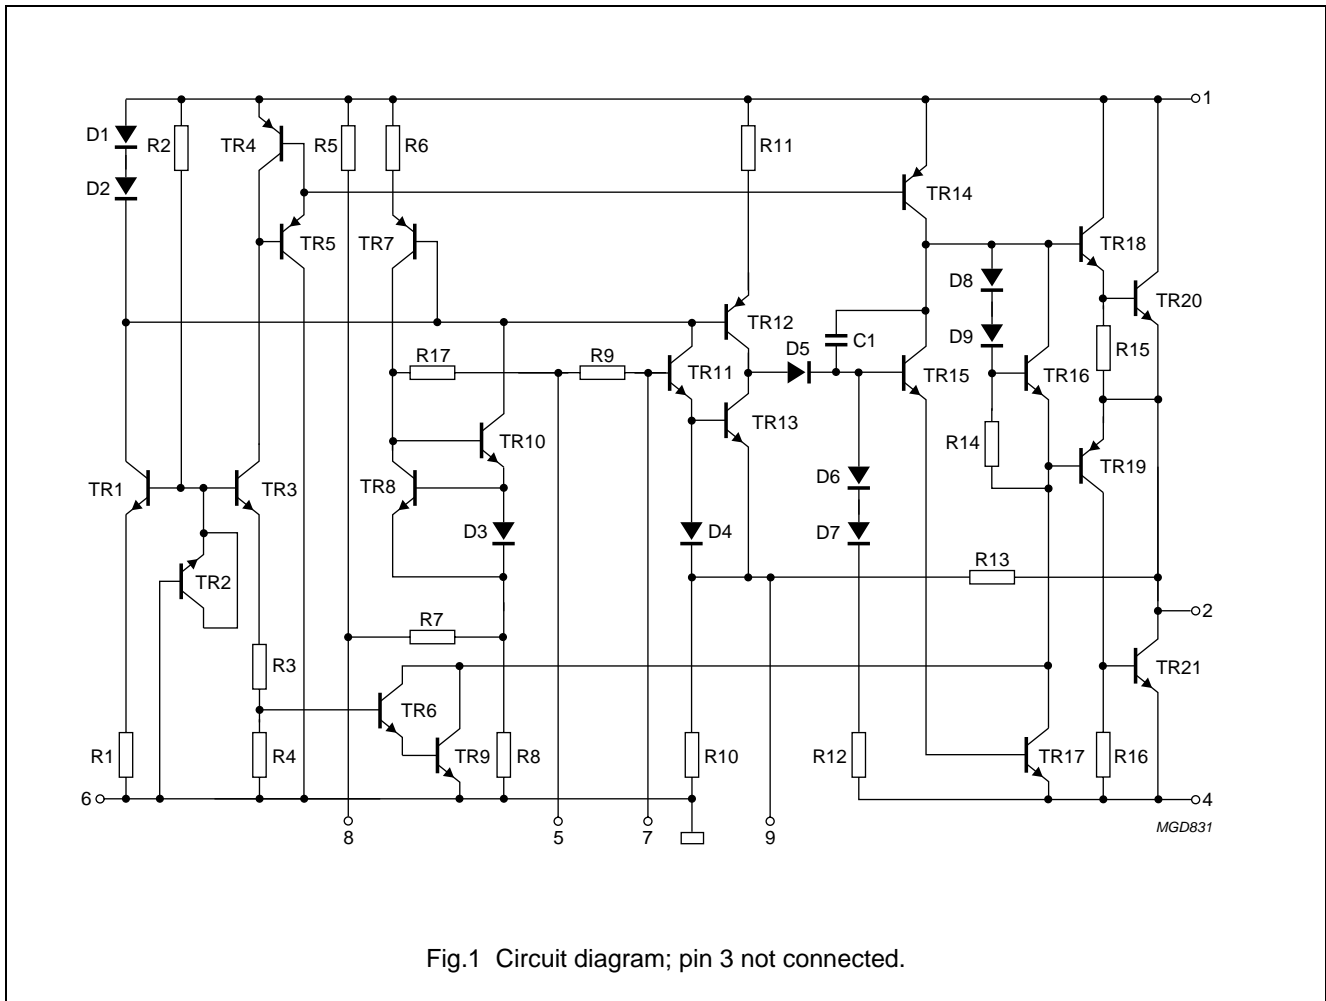 1
D1
R2
TR4
R5
R6
R11
D2
TR14
TR5
TR7
TR18
D8
TR20
TR12
D9
C1
D5
R15
R17
R9
TR11
TR15
TR16
TR13
R14
TR10
TR19
TR1
TR3
TR8
D6
D3
D4
D7
R13
TR2
2
R7
R3
TR21
TR6
R1
R4
TR9
R8
R10
R12
TR17
R16
6
4
8
5
7
9
MGD831
Fig.1 Circuit diagram; pin 3 not connected.